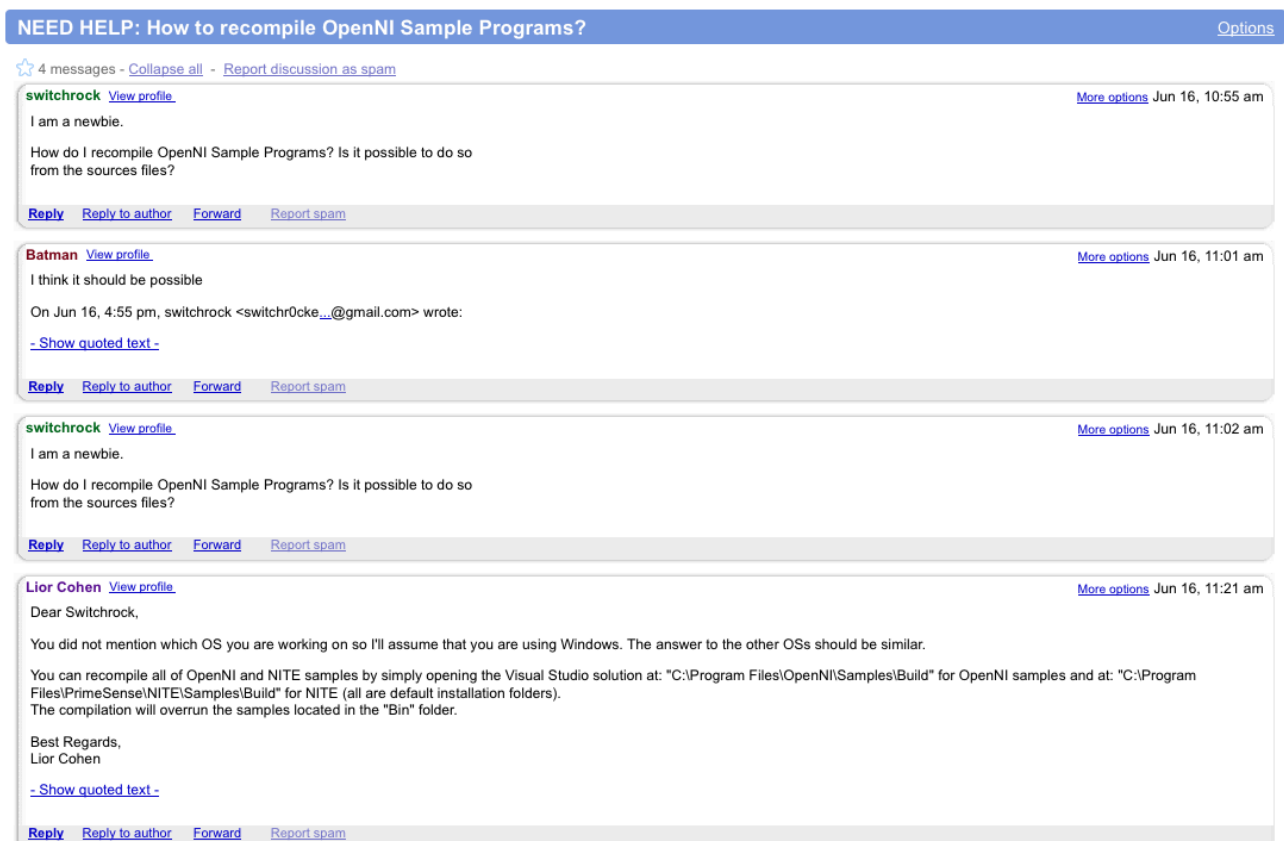 NEED HELP: How to recompile OpenNI Sample Programs? Options
4 messages - Collapse all - Report discussion as spam
switchrock View profile More options Jun 16, 10:55 am
I am a newbie.
How do I recompile OpenNI Sample Programs? Is it possible to do so
from the sources files?
Reply Reply to author Forward Report spam
Batman View profile More options Jun 16, 11:01 am
I think it should be possible
On Jun 16, 4:55 pm, switchrock <switchr0cke...@gmail.com> wrote:
- Show quoted text -
Reply Reply to author Forward Report spam
switchrock View profile More options Jun 16, 11:02 am
I am a newbie.
How do I recompile OpenNI Sample Programs? Is it possible to do so
from the sources files?
Reply Reply to author Forward Report spam
Lior Cohen View profile More options Jun 16, 11:21 am
Dear Switchrock,
You did not mention which OS you are working on so I'll assume that you are using Windows. The answer to the other OSs should be similar.
You can recompile all of OpenNI and NITE samples by simply opening the Visual Studio solution at: "C:\Program Files\OpenNI\Samples\Build" for OpenNI samples and at: "C:\Program
Files\PrimeSense\NITE\Samples\Build" for NITE (all are default installation folders).
The compilation will overrun the samples located in the "Bin" folder.
Best Regards,
Lior Cohen
- Show quoted text -
Reply Reply to author Forward Report spam